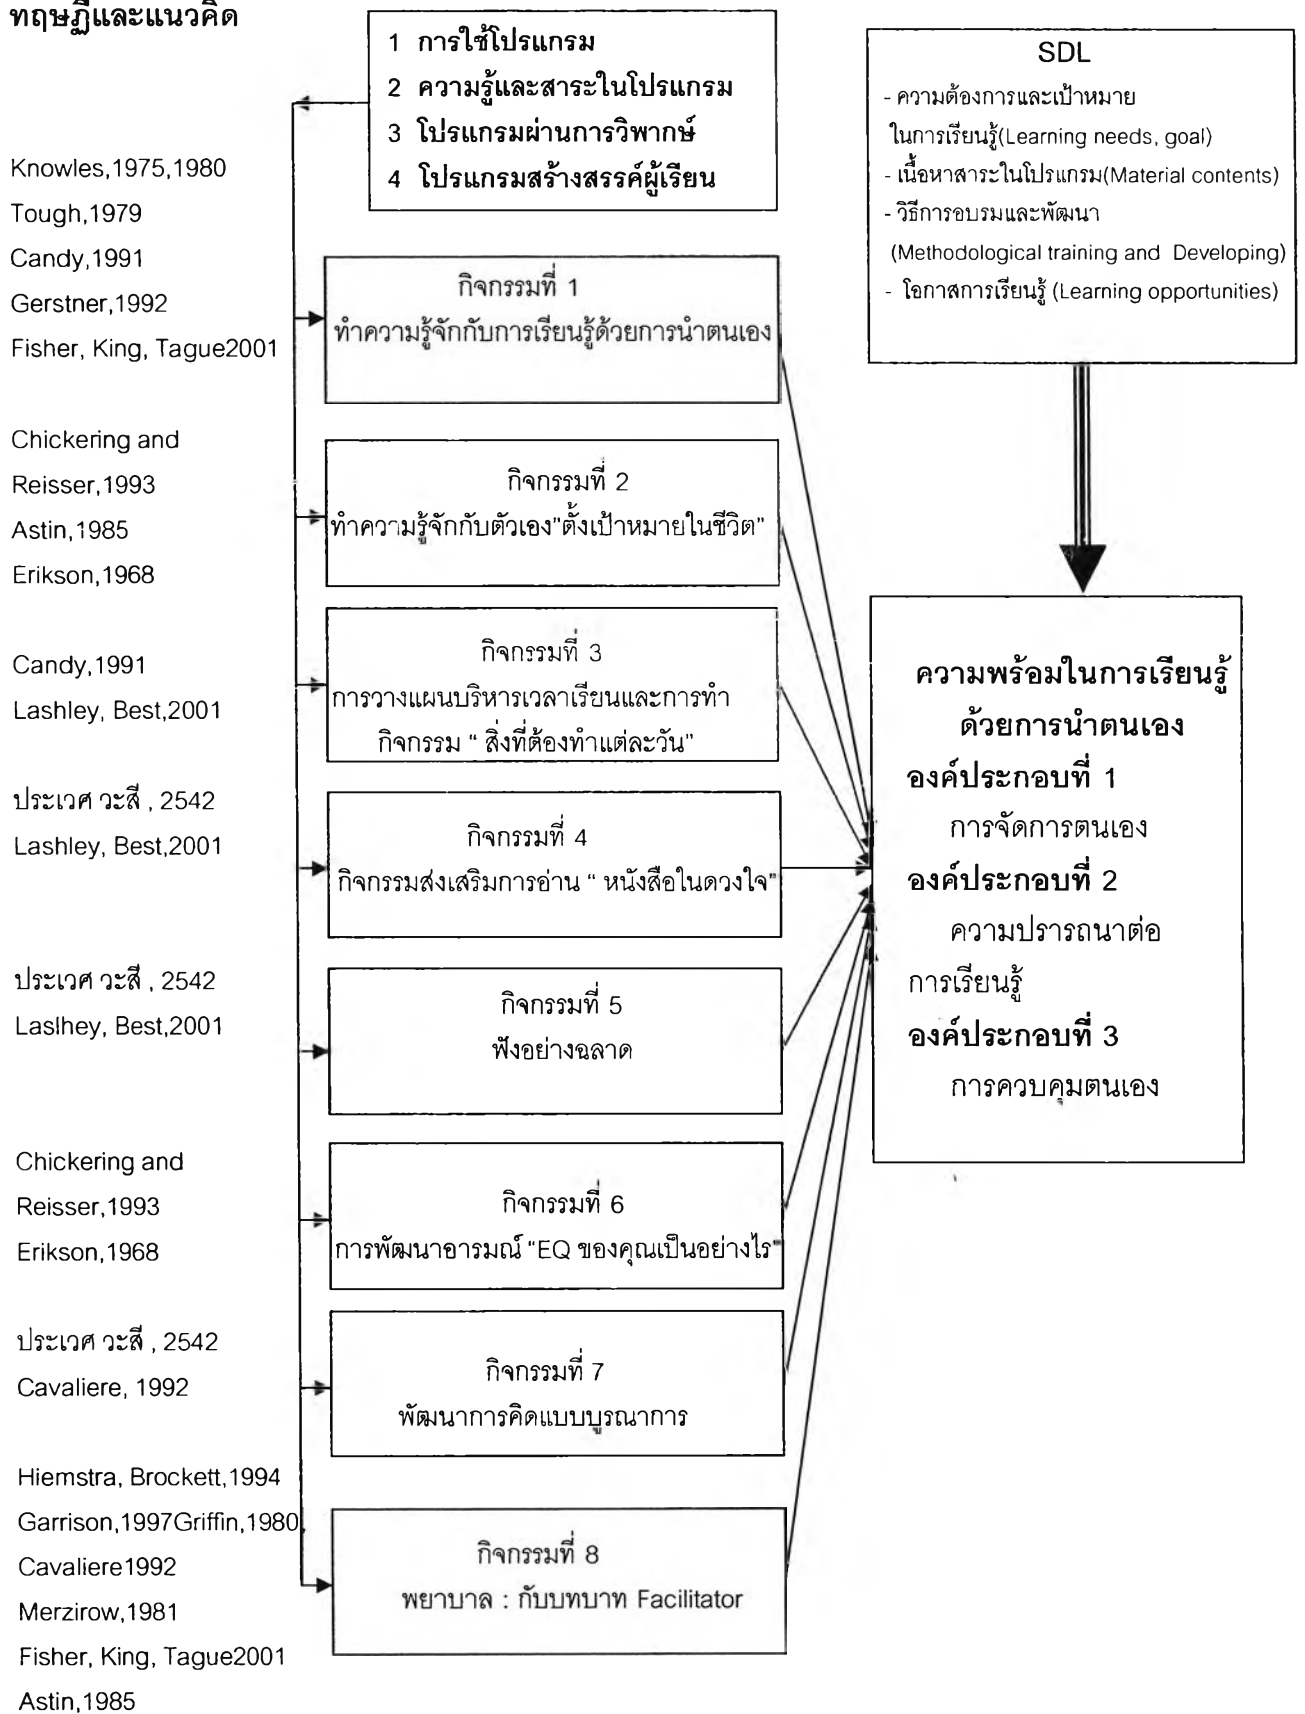 ทฤษฎีและแนวคิด
1 การใช้โปรแกรม
2 ความรู้และสาระในโปรแกรม
3 โปรแกรมผ่านการวิพากษ์
4 โปรแกรมสร้างสรรค์ผู้เรียน
SDL
- ความต้องการและเป้าหมาย
ในการเรียนรู้(Learning needs, goal)
- เนื้อหาสาระในโปรแกรม(Material contents)
- วิธีการอบรมและพัฒนา
(Methodological training and Developing)
- โอกาสการเรียนรู้ (Learning opportunities)
Knowles,1975,1980
Tough,1979
Candy,1991
Gerstner,1992
Fisher, King, Tague2001
กิจกรรมที่ 1
ทำความรู้จักกับการเรียนรู้ด้วยการนำตนเอง
Chickering and
Reisser,1993
Astin,1985
Erikson,1968
กิจกรรมที่ 2
ทำความรู้จักกับตัวเอง"ตั้งเป้าหมายในชีวิต"
Candy,1991
Lashley, Best,2001
กิจกรรมที่ 3
การวางแผนบริหารเวลาเรียนและการทำ
กิจกรรม " สิ่งที่ต้องทำแต่ละวัน"
ประเวศ วะสี , 2542
Lashley, Best,2001
กิจกรรมที่ 4
กิจกรรมส่งเสริมการอ่าน " หนังสือในดวงใจ"
ประเวศ วะสี , 2542
Laslhey, Best,2001
กิจกรรมที่ 5
ฟังอย่างฉลาด
Chickering and
Reisser,1993
Erikson,1968
กิจกรรมที่ 6
การพัฒนาอารมณ์ "EQ ของคุณเป็นอย่างไร"
ประเวศ วะสี , 2542
Cavaliere, 1992
กิจกรรมที่ 7
พัฒนาการคิดแบบบูรณาการ
Hiemstra, Brockett,1994
Garrison,1997Griffin,1980,
Cavaliere1992
Merzirow,1981
Fisher, King, Tague2001
Astin,1985
กิจกรรมที่ 8
พยาบาล : กับบทบาท Facilitator
ความพร้อมในการเรียนรู้
ด้วยการนำตนเอง
องค์ประกอบที่ 1
การจัดการตนเอง
องค์ประกอบที่ 2
ความปรารถนาต่อ
การเรียนรู้
องค์ประกอบที่ 3
การควบคุมตนเอง